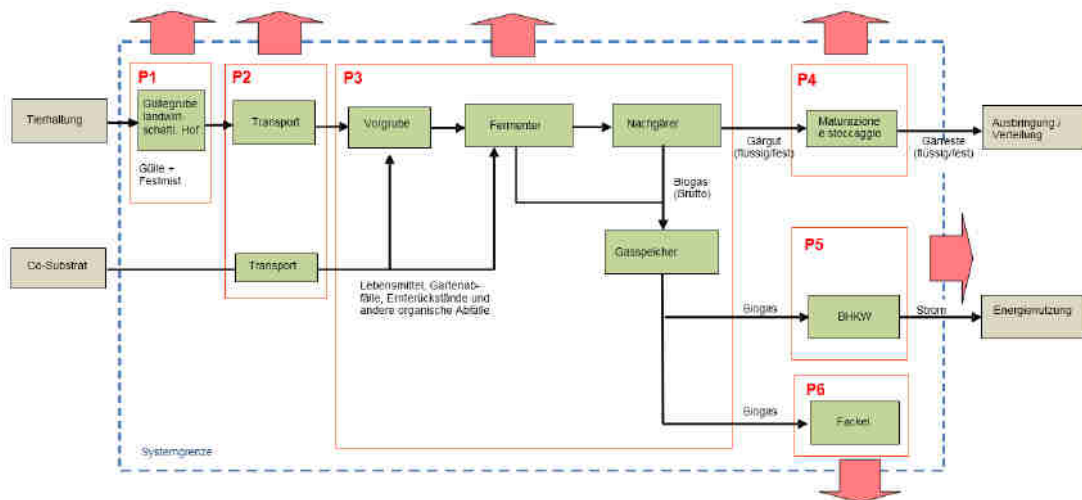 P1
P2
P3
P4
Tierhaltung
Güllegrube
landwirt-
schaftl. Hof
Transport
Vorgrube
Fermenter
Nachgärer
Maturazione
e stoccaggio
Ausbringung /
Verteilung
Gärgut
(flüssig/fest)
Gärreste
(flüssig/fest)
Gülle +
Festmist
Biogas
(Brutto)
P5
Gasspeicher
Co-Substrat
Transport
Lebensmittel, Gartenab-
fälle, Ernterückstände und
andere organische Abfälle
Biogas
BHKW
Strom
Energienutzung
P6
Biogas
Fackel
Systemgrenze